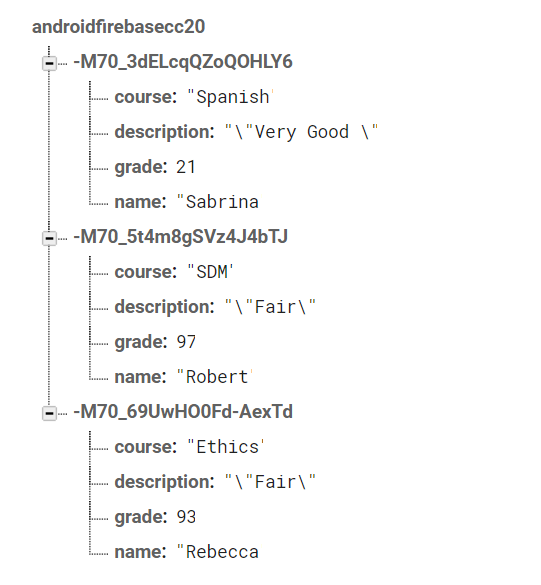 androidfirebasecc20
-M70_3dELcqQZoQOHLY6
course: "Spanish'
description: "\"Very Good \"
grade: 21
name: "Sabrina
-M70_5t4m8gSVz4J4bTJ
course: "SDM'
description: "\"Fair\"
grade: 97
name: "Robert'
-M70_69UwHO0Fd-AexTd
course: "Ethics'
description: "\"Fair\"
grade: 93
name: "Rebecca